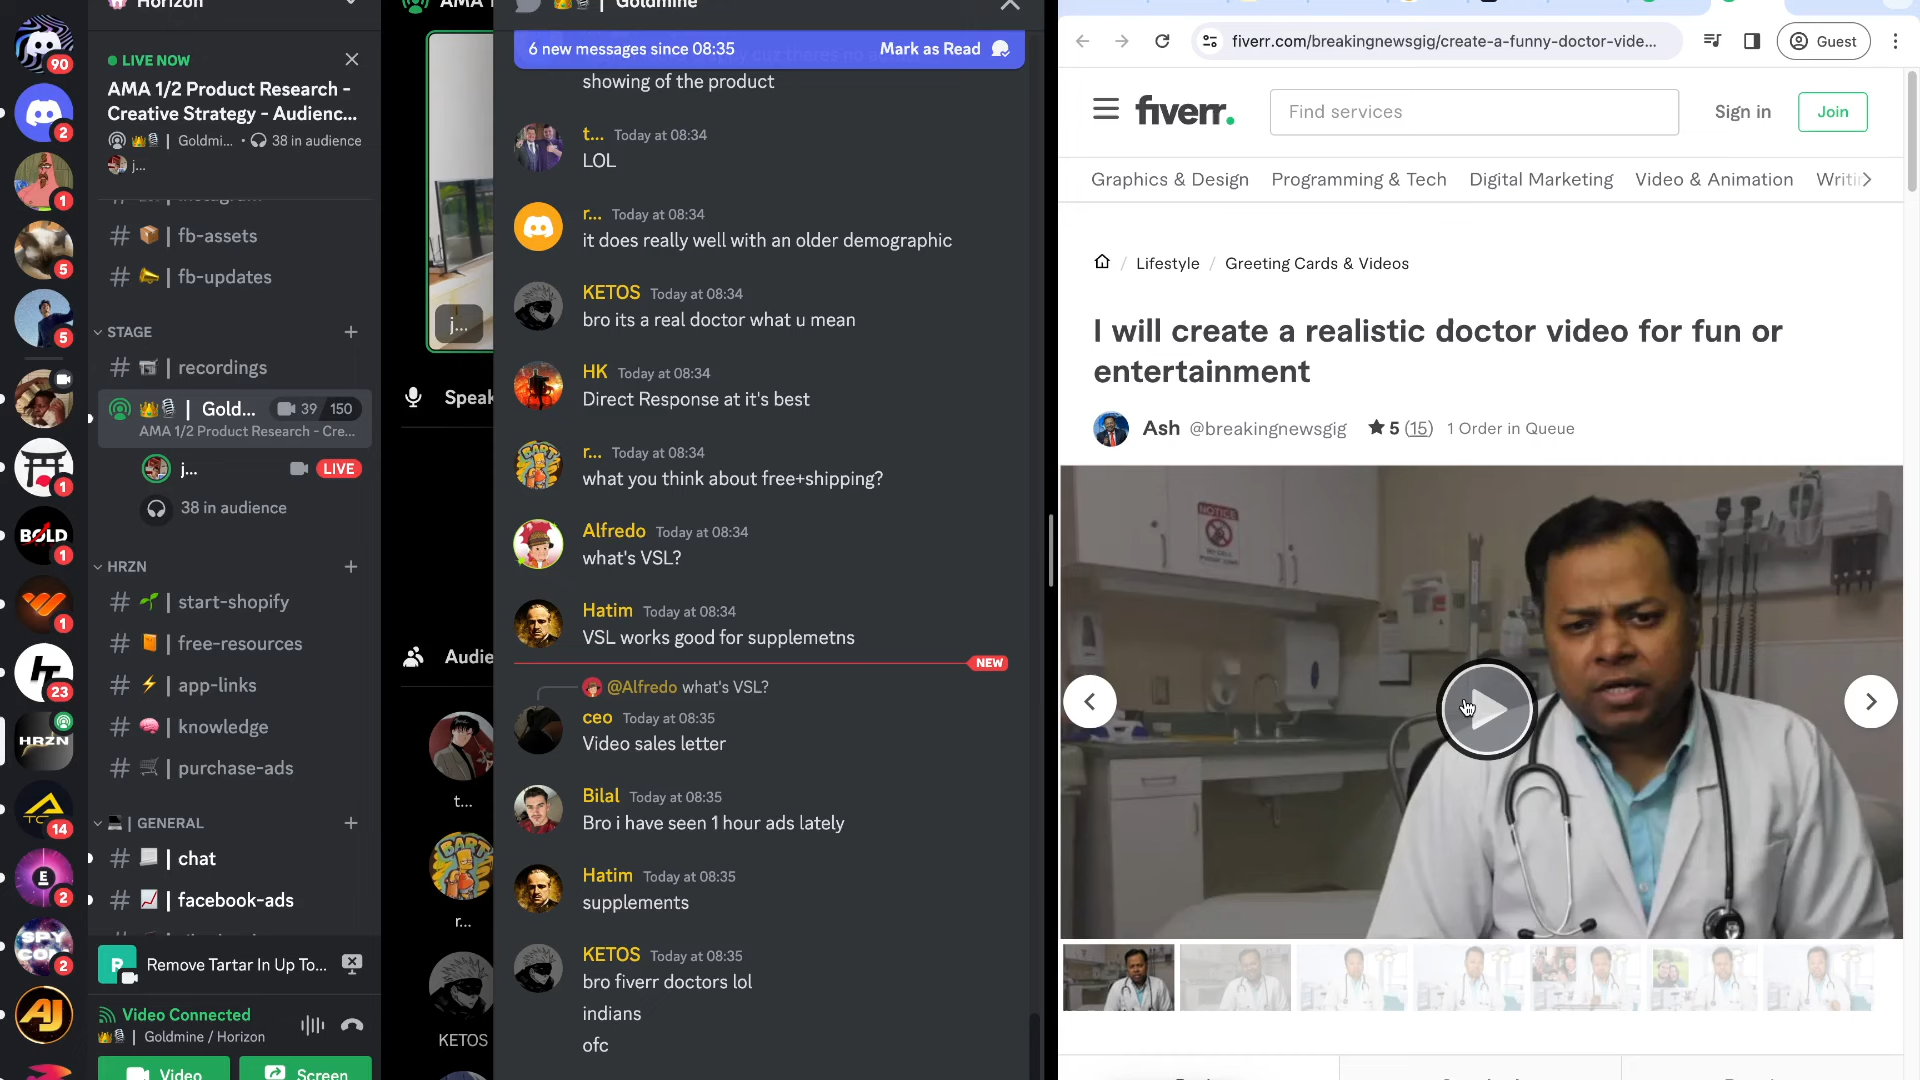 90
2
1
5
5
1
BOLD
1
1
HT
23
HRZN
ATC
14
E
2
SPY
CO
2
AJ
Horizon
LIVE NOW
AMA 1/2 Product Research -
Creative Strategy - Audienc...
| Goldmi... • 38 in audience
j...
# | fb-assets
# | fb-updates
STAGE
# | recordings
| Gold... 39 150
AMA 1/2 Product Research - Cre...
j... LIVE
38 in audience
HRZN
# | start-shopify
# | free-resources
# | app-links
# | knowledge
# | purchase-ads
| GENERAL
# | chat
# | facebook-ads
R
Remove Tartar In Up To...
Video Connected
| Goldmine / Horizon
Video Screen
AMA 1
j...
Speak
Audie
t...
BART
r...
KETOS
| Goldmine
6 new messages since 08:35 Mark as Read
showing of the product
t... Today at 08:34
LOL
r... Today at 08:34
it does really well with an older demographic
KETOS Today at 08:34
bro its a real doctor what u mean
HK Today at 08:34
Direct Response at it's best
r... Today at 08:34
what you think about free+shipping?
Alfredo Today at 08:34
what's VSL?
Hatim Today at 08:34
VSL works good for supplemetns
NEW
@Alfredo what's VSL?
ceo Today at 08:35
Video sales letter
Bilal Today at 08:35
Bro i have seen 1 hour ads lately
Hatim Today at 08:35
supplements
KETOS Today at 08:35
bro fiverr doctors lol
indians
ofc
fiverr.com/breakingnewsgig/create-a-funny-doctor-vide...
Guest
fiverr.
Find services
Sign in
Join
Graphics & Design Programming & Tech Digital Marketing Video & Animation Writin
/ Lifestyle / Greeting Cards & Videos
I will create a realistic doctor video for fun or
entertainment
Ash @breakingnewsgig ★ 5 (15) 1 Order in Queue
NOTICE